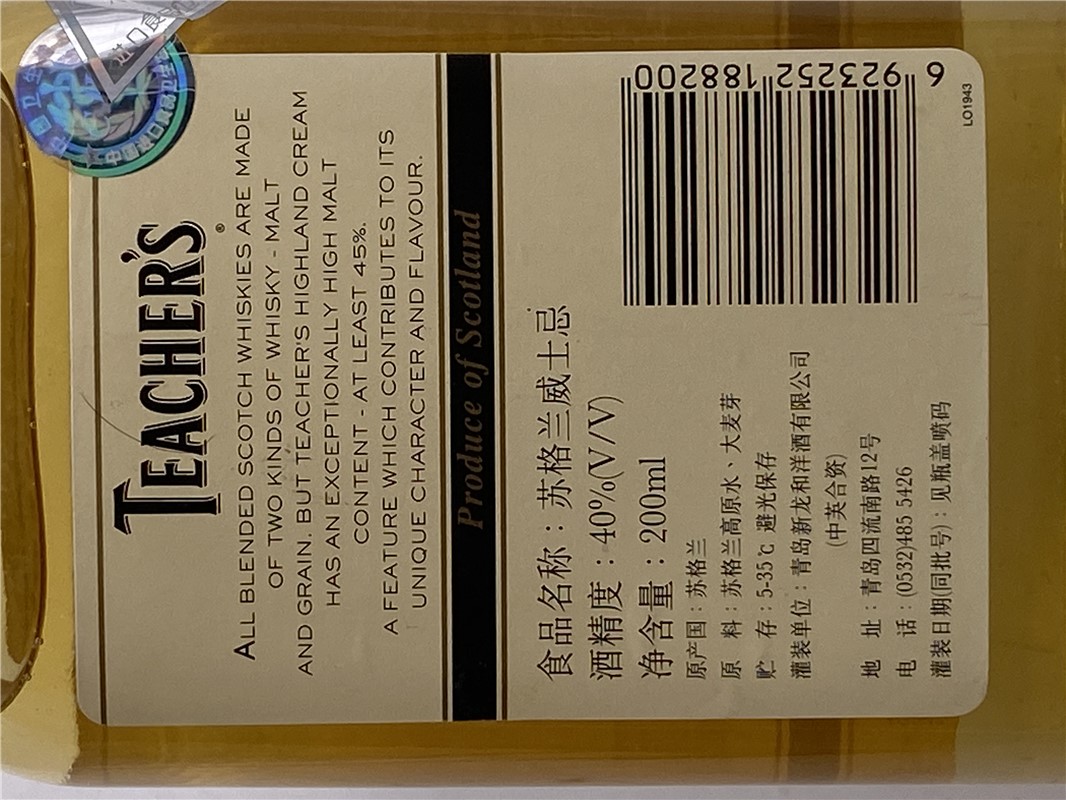 TEACHER'S®
ALL BLENDED SCOTCH WHISKIES ARE MADE
OF TWO KINDS OF WHISKY - MALT
AND GRAIN. BUT TEACHER'S HIGHLAND CREAM
HAS AN EXCEPTIONALLY HIGH MALT
CONTENT - AT LEAST 45%.
A FEATURE WHICH CONTRIBUTES TO ITS
UNIQUE CHARACTER AND FLAVOUR.
Produce of Scotland
食品名称：苏格兰威士忌
酒精度：40%(V/V)
净含量：200ml
原产国：苏格兰
原 料：苏格兰高原水、大麦芽
贮 存：5-35℃ 避光保存
灌装单位：青岛新龙和洋酒有限公司
(中芙合资)
地 址：青岛四流南路12号
电 话：(0532)485 5426
灌装日期(同批号)：见瓶盖喷码
6 923252 188200
LO1943